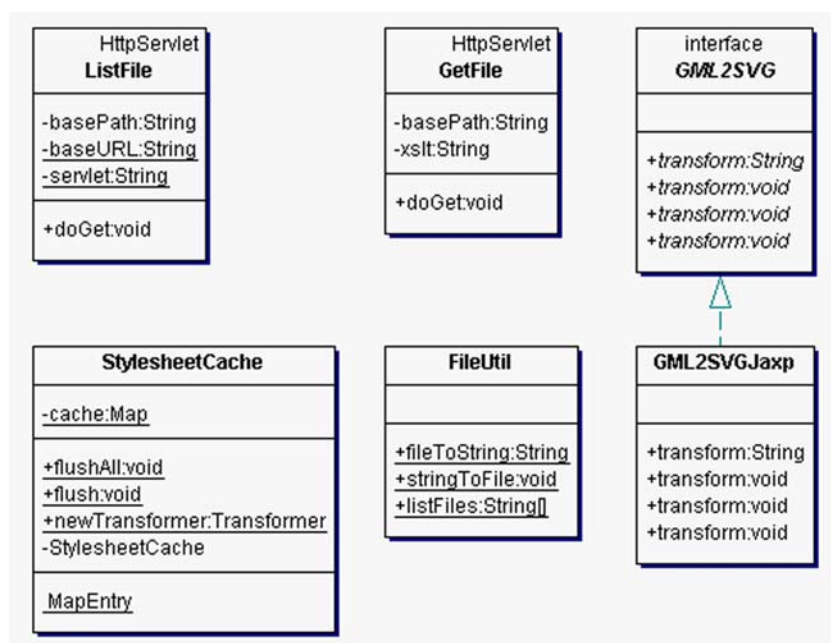 HttpServlet
ListFile
-basePath:String
-baseURL:String
-servlet:String
+doGet:void
HttpServlet
GetFile
-basePath:String
-xslt:String
+doGet:void
interface
GML2SVG
+transform:String
+transform:void
+transform:void
+transform:void
StylesheetCache
-cache:Map
+flushAll:void
+flush:void
+newTransformer:Transformer
-StylesheetCache
MapEntry
FileUtil
+fileToString:String
+stringToFile:void
+listFiles:String[]
GML2SVGJaxp
+transform:String
+transform:void
+transform:void
+transform:void